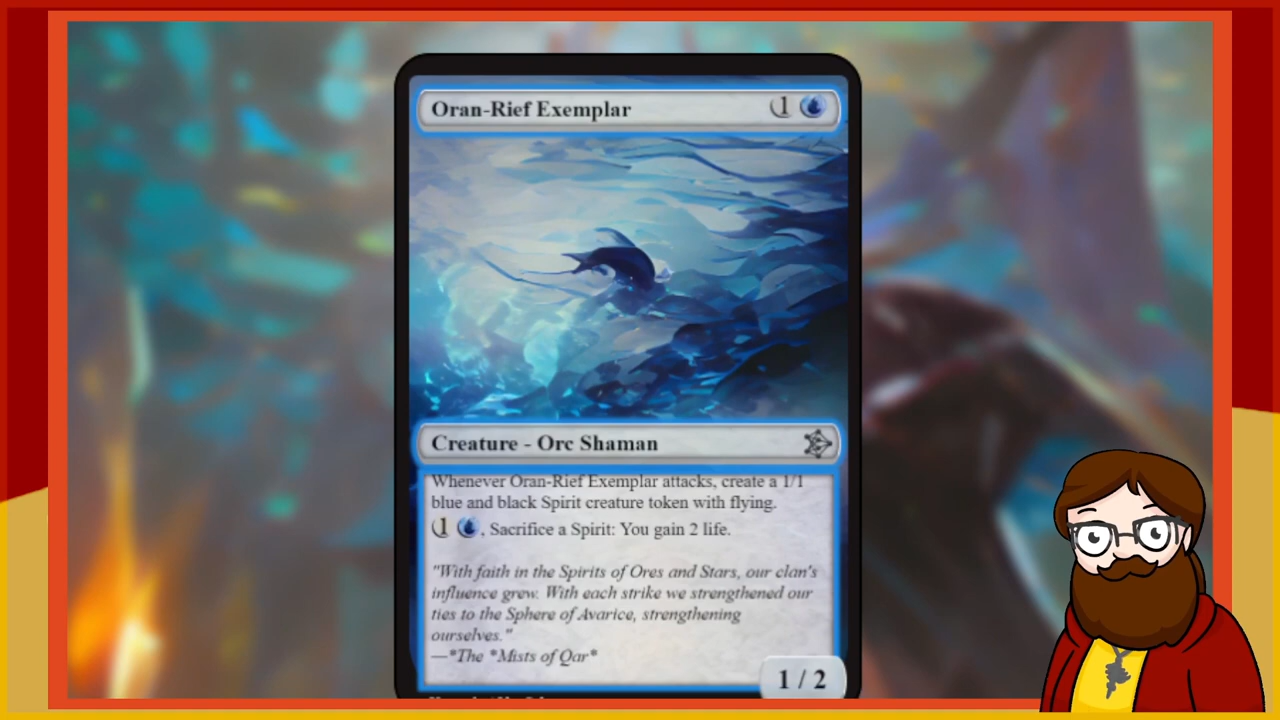 Oran-Rief Exemplar 1
Creature - Orc Shaman
Whenever Oran-Rief Exemplar attacks, create a 1/1
blue and black Spirit creature token with flying.
1 , Sacrifice a Spirit: You gain 2 life.
"With faith in the Spirits of Ores and Stars, our clan's
influence grew. With each strike we strengthened our
ties to the Sphere of Avarice, strengthening
ourselves."
—*The *Mists of Qar*
1 / 2